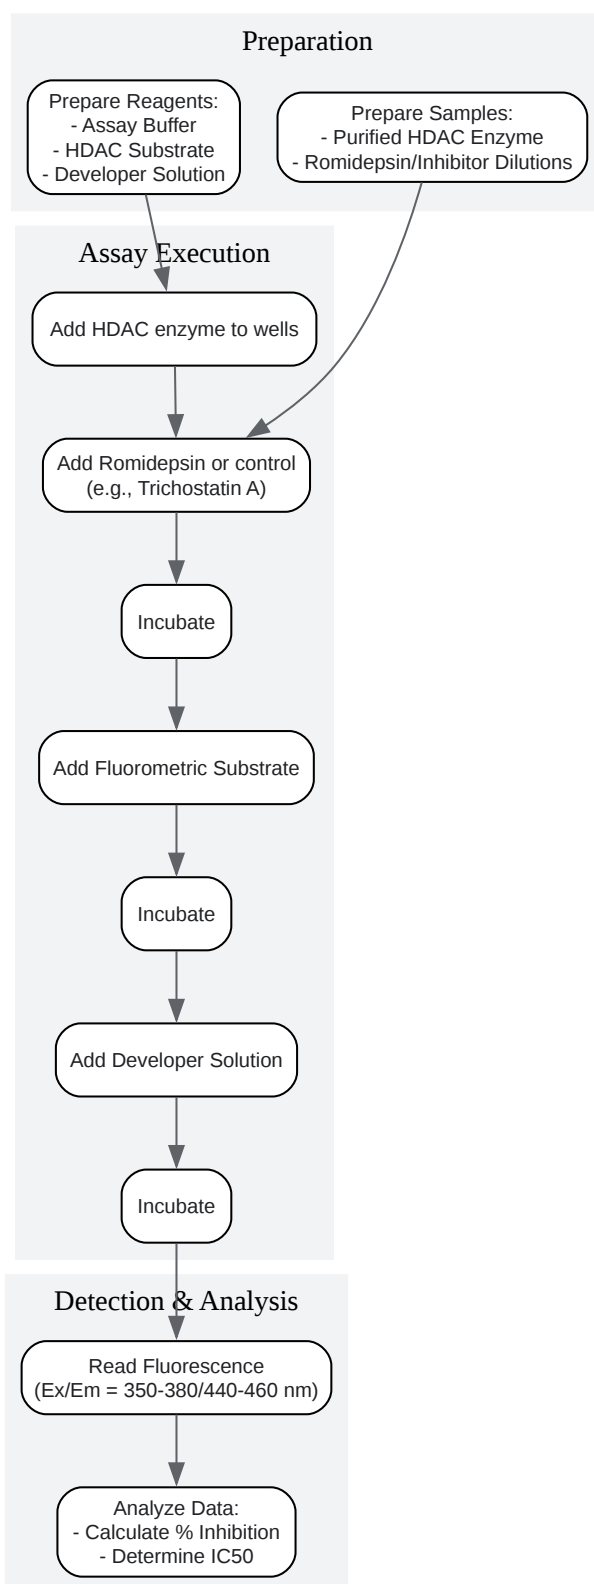 Preparation
Prepare Reagents:
- Assay Buffer
- HDAC Substrate
- Developer Solution
Prepare Samples:
- Purified HDAC Enzyme
- Romidepsin/Inhibitor Dilutions
Assay Execution
Add HDAC enzyme to wells
Add Romidepsin or control
(e.g., Trichostatin A)
Incubate
Add Fluorometric Substrate
Incubate
Add Developer Solution
Incubate
Detection & Analysis
Read Fluorescence
(Ex/Em = 350-380/440-460 nm)
Analyze Data:
- Calculate % Inhibition
- Determine IC50